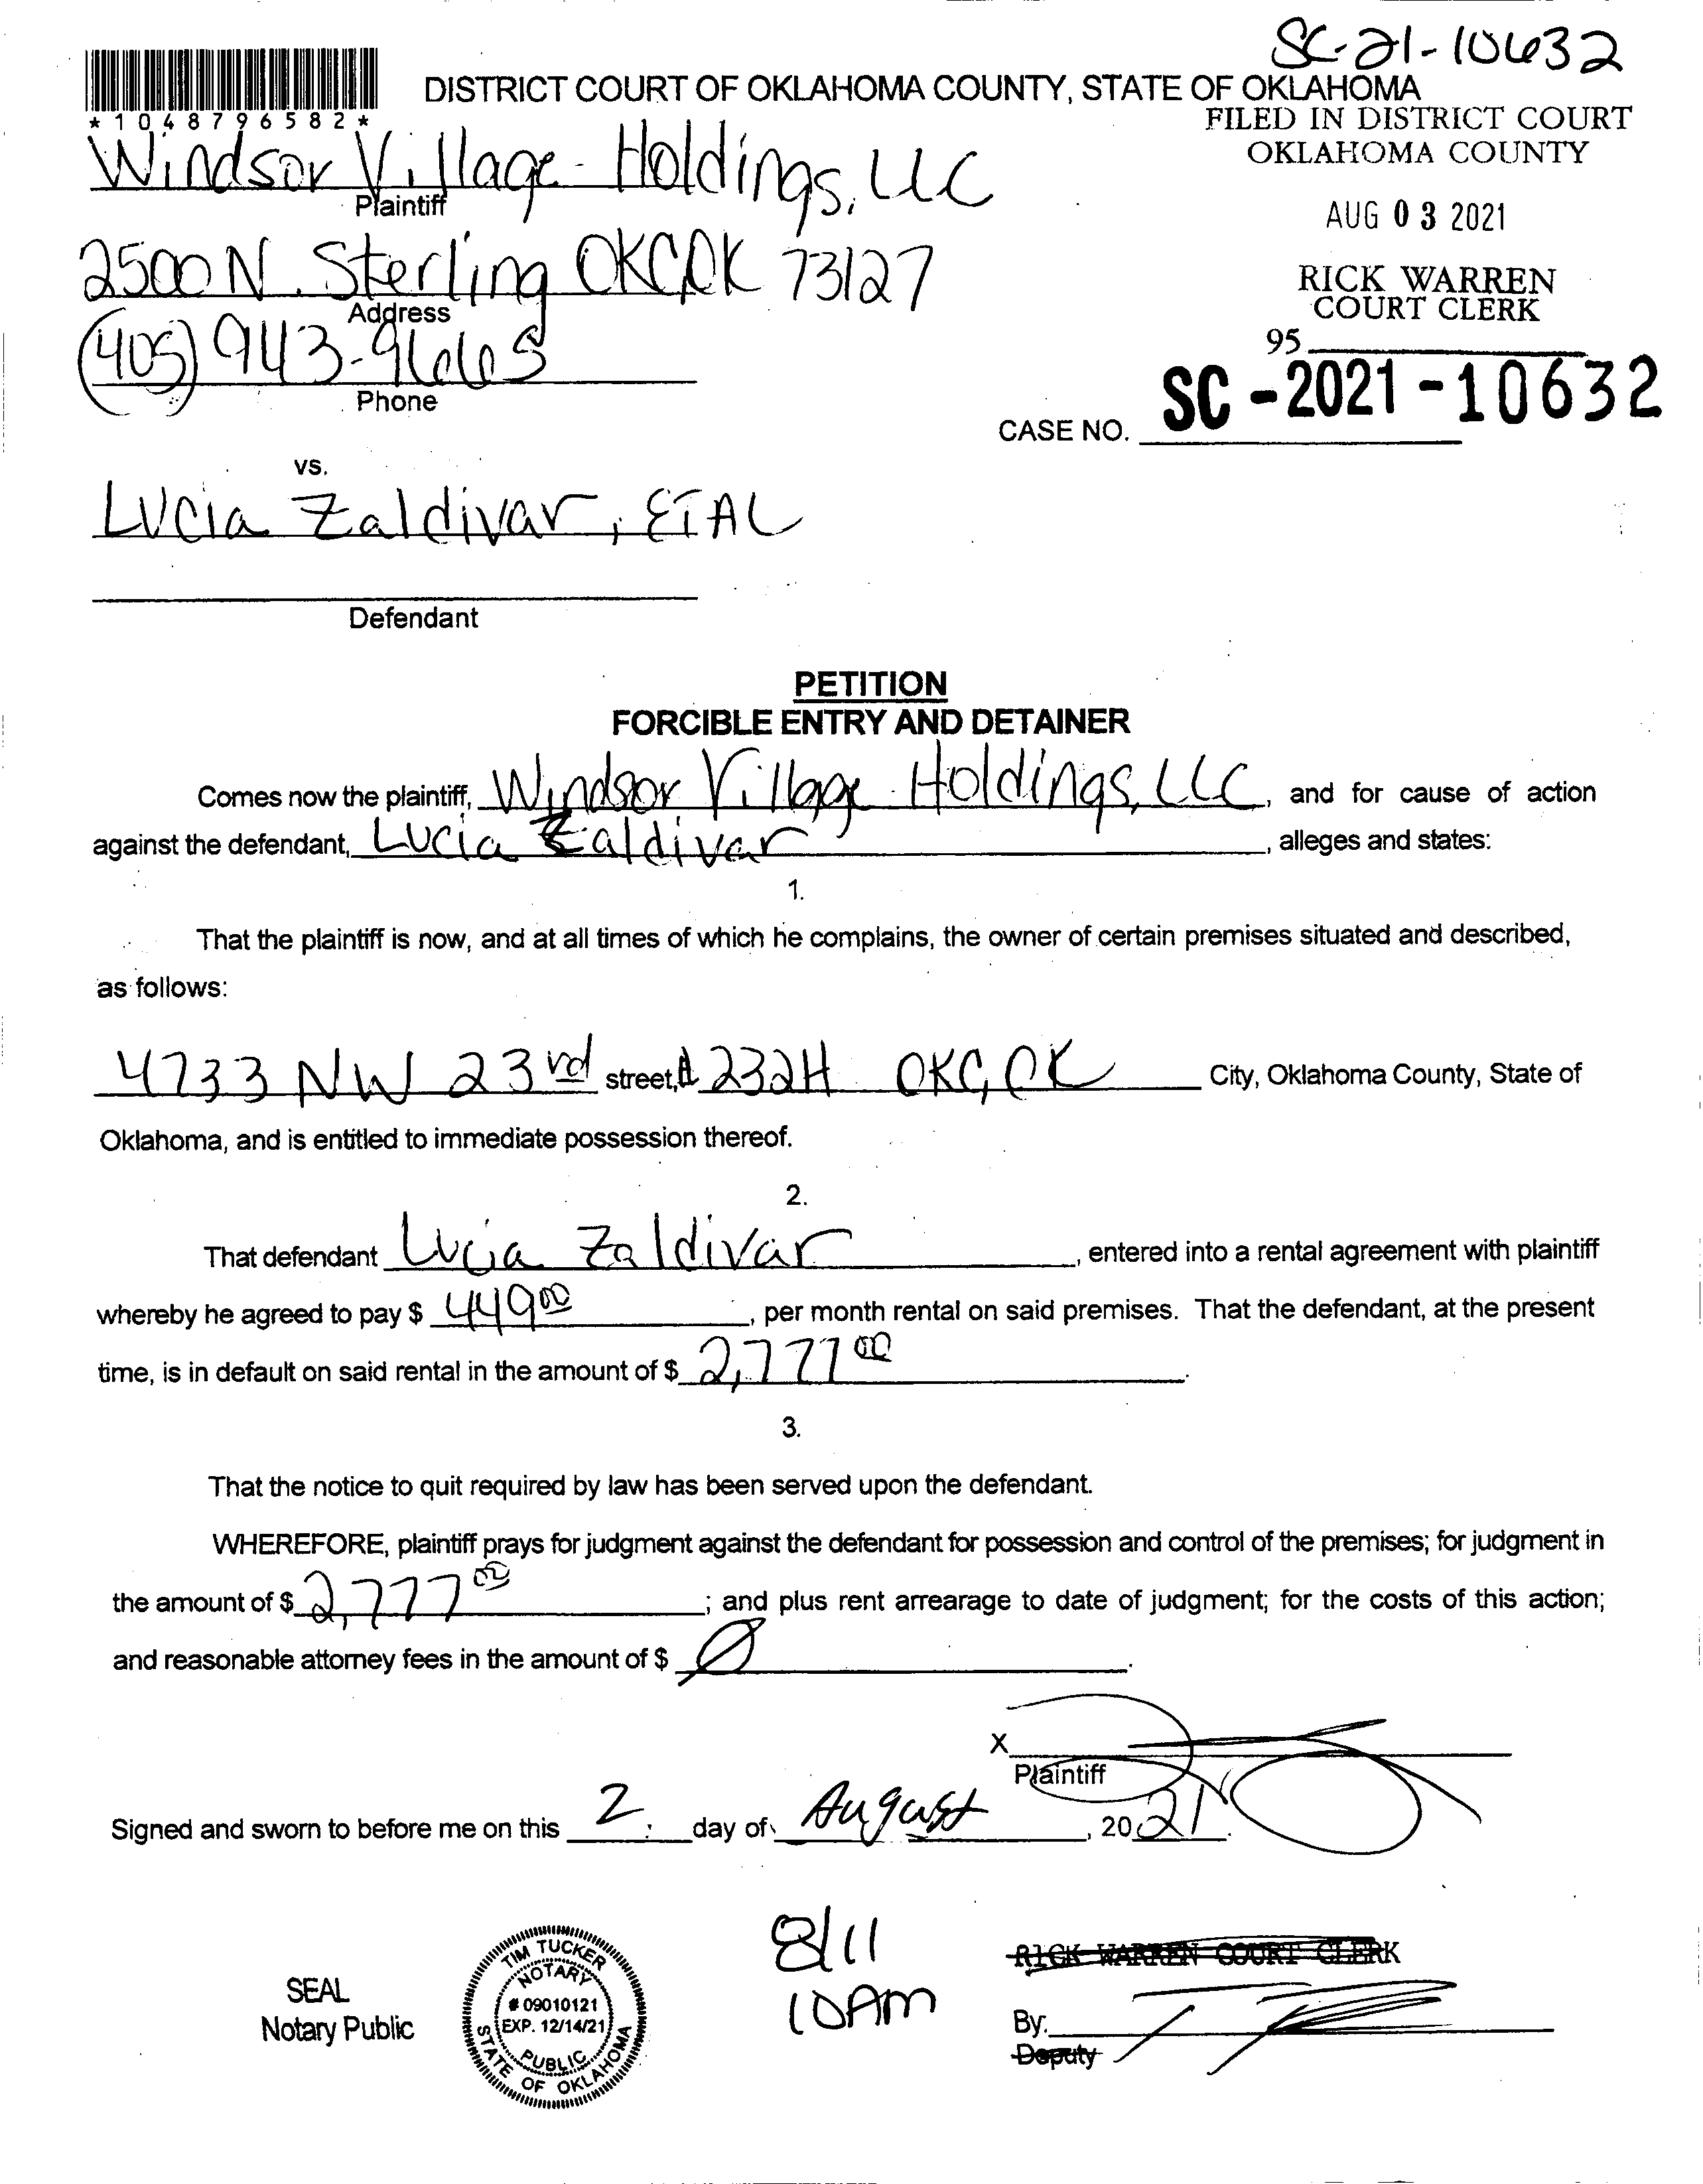 SC-21-10632
*1048796582*
DISTRICT COURT OF OKLAHOMA COUNTY, STATE OF OKLAHOMA
FILED IN DISTRICT COURT
OKLAHOMA COUNTY
Windsor Village Holdings, LLC
Plaintiff
AUG 03 2021
2500 N. Sterling OKC, OK 73127
Address
RICK WARREN
COURT CLERK
(405) 943-9665
Phone
95
CASE NO. SC-2021-10632
vs.
Lucia Zaldivar, ETAL
Defendant
PETITION
FORCIBLE ENTRY AND DETAINER
Comes now the plaintiff, Windsor Village Holdings, LLC, and for cause of action
against the defendant, Lucia Zaldivar, alleges and states:
1.
That the plaintiff is now, and at all times of which he complains, the owner of certain premises situated and described,
as follows:
4733 NW 23rd street, # 232H OKC, OK City, Oklahoma County, State of
Oklahoma, and is entitled to immediate possession thereof.
2.
That defendant Lucia Zaldivar, entered into a rental agreement with plaintiff
whereby he agreed to pay $ 449 00, per month rental on said premises. That the defendant, at the present
time, is in default on said rental in the amount of $ 2,777 00.
3.
That the notice to quit required by law has been served upon the defendant.
WHEREFORE, plaintiff prays for judgment against the defendant for possession and control of the premises; for judgment in
the amount of $ 2,777 00; and plus rent arrearage to date of judgment; for the costs of this action;
and reasonable attorney fees in the amount of $ Ø.
X
Plaintiff
Signed and sworn to before me on this 2 day of August, 2021.
8/11
10AM
SEAL
Notary Public
TIM TUCKER
NOTARY
# 09010121
EXP. 12/14/21
PUBLIC
STATE OF OKLAHOMA
RICK WARREN COURT CLERK
By:
Deputy